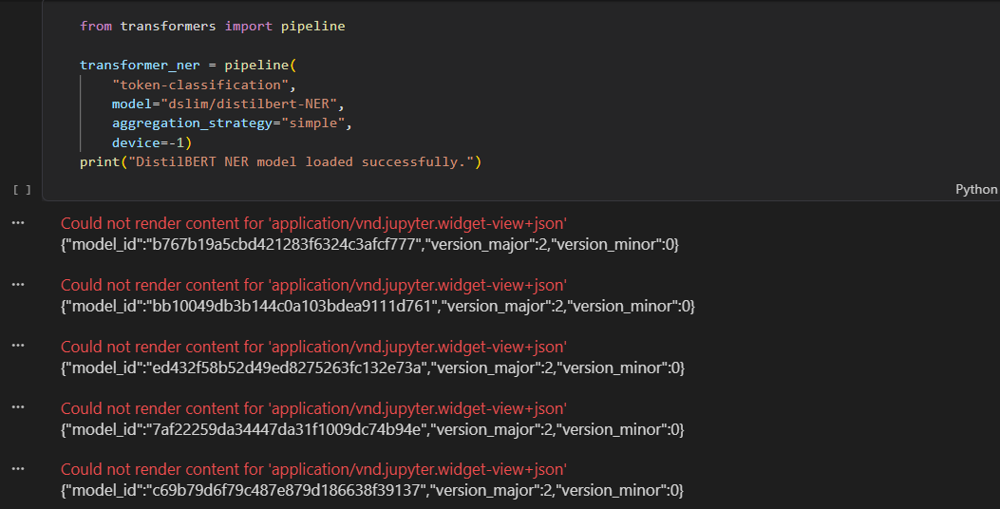 from transformers import pipeline
transformer_ner = pipeline(
"token-classification",
model="dslim/distilbert-NER",
aggregation_strategy="simple",
device=-1)
print("DistilBERT NER model loaded successfully.")
[ ]
Python
...
Could not render content for 'application/vnd.jupyter.widget-view+json'
{"model_id":"b767b19a5cbd421283f6324c3afcf777","version_major":2,"version_minor":0}
...
Could not render content for 'application/vnd.jupyter.widget-view+json'
{"model_id":"bb10049db3b144c0a103bdea9111d761","version_major":2,"version_minor":0}
...
Could not render content for 'application/vnd.jupyter.widget-view+json'
{"model_id":"ed432f58b52d49ed8275263fc132e73a","version_major":2,"version_minor":0}
...
Could not render content for 'application/vnd.jupyter.widget-view+json'
{"model_id":"7af22259da34447da31f1009dc74b94e","version_major":2,"version_minor":0}
...
Could not render content for 'application/vnd.jupyter.widget-view+json'
{"model_id":"c69b79d6f79c487e879d186638f39137","version_major":2,"version_minor":0}